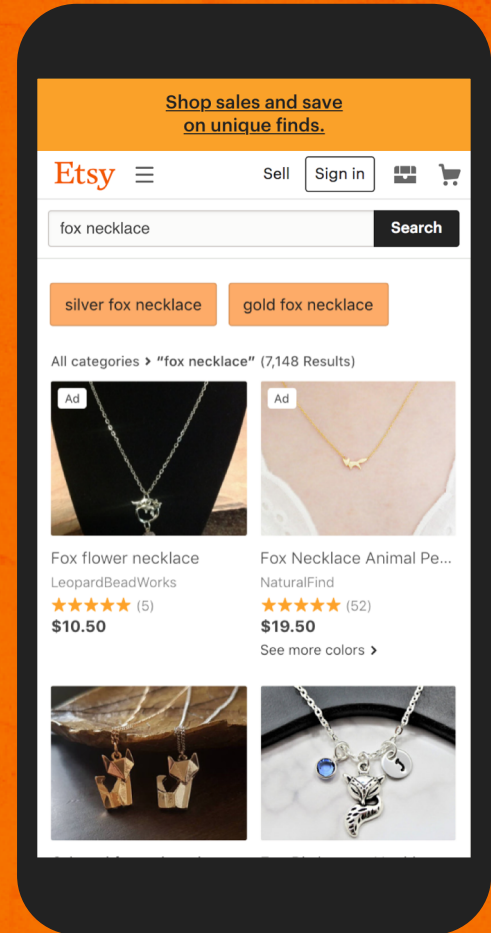 Shop sales and save
on unique finds.
Etsy Sell Sign in
fox necklace Search
silver fox necklace gold fox necklace
All categories > "fox necklace" (7,148 Results)
Ad Ad
Fox flower necklace Fox Necklace Animal Pe...
LeopardBeadWorks NaturalFind
(5) (52)
$10.50 $19.50
See more colors >
J